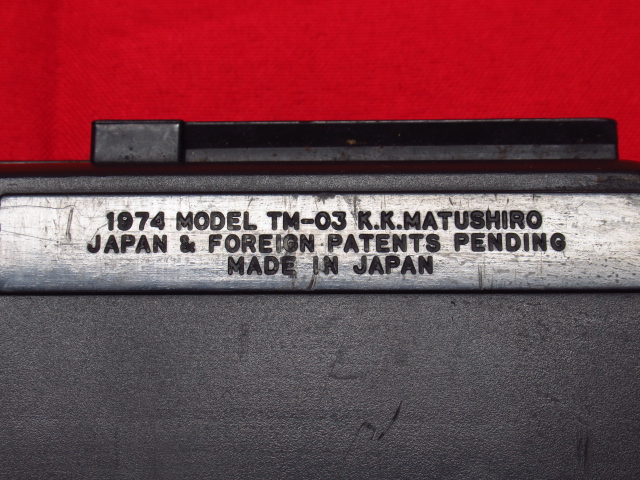 1974 MODEL TM-03 K.K.MATUSHIRO
JAPAN & FOREIGN PATENTS PENDING
MADE IN JAPAN